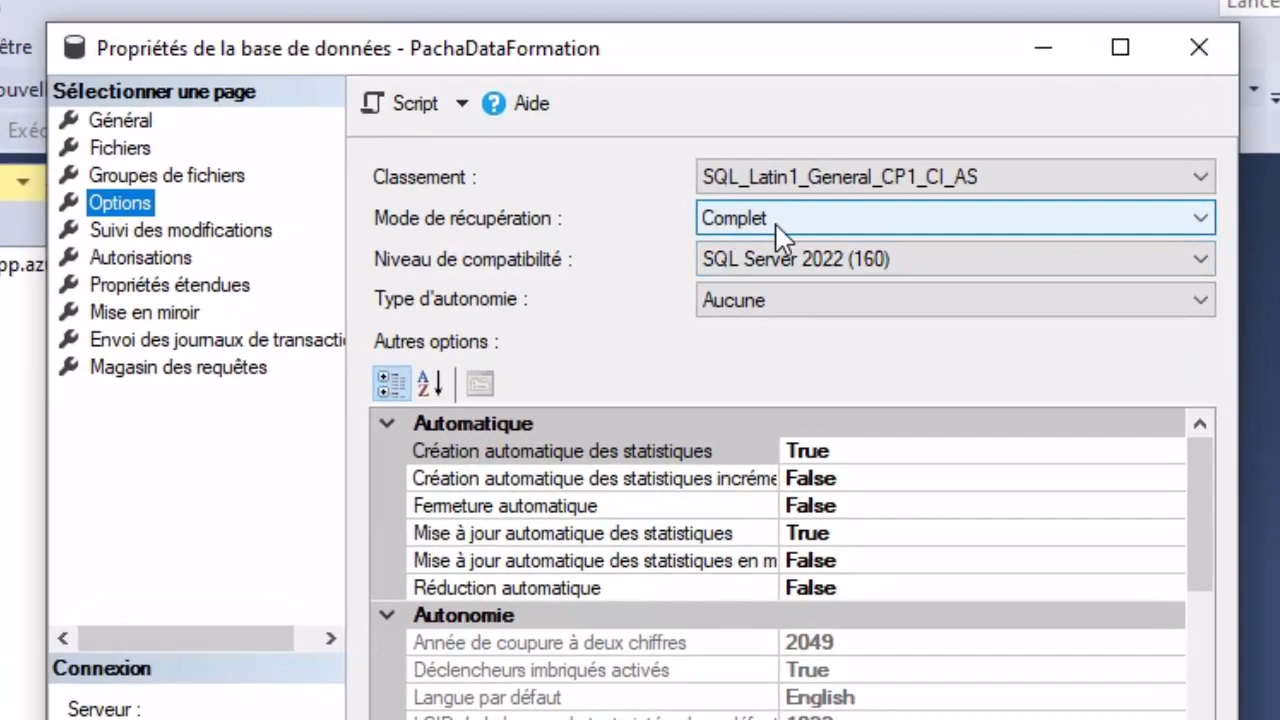 Lance
être
Propriétés de la base de données - PachaDataFormation
ouvell
Exéc
Sélectionner une page
Général
Fichiers
Groupes de fichiers
Options
Suivi des modifications
Autorisations
Propriétés étendues
Mise en miroir
Envoi des journaux de transacti
Magasin des requêtes
pp.az
Connexion
Serveur :
Script
Aide
Classement :
SQL_Latin1_General_CP1_CI_AS
Mode de récupération :
Complet
Niveau de compatibilité :
SQL Server 2022 (160)
Type d'autonomie :
Aucune
Autres options :
Automatique
Création automatique des statistiques True
Création automatique des statistiques incréme False
Fermeture automatique False
Mise à jour automatique des statistiques True
Mise à jour automatique des statistiques en m False
Réduction automatique False
Autonomie
Année de coupure à deux chiffres 2049
Déclencheurs imbriqués activés True
Langue par défaut English